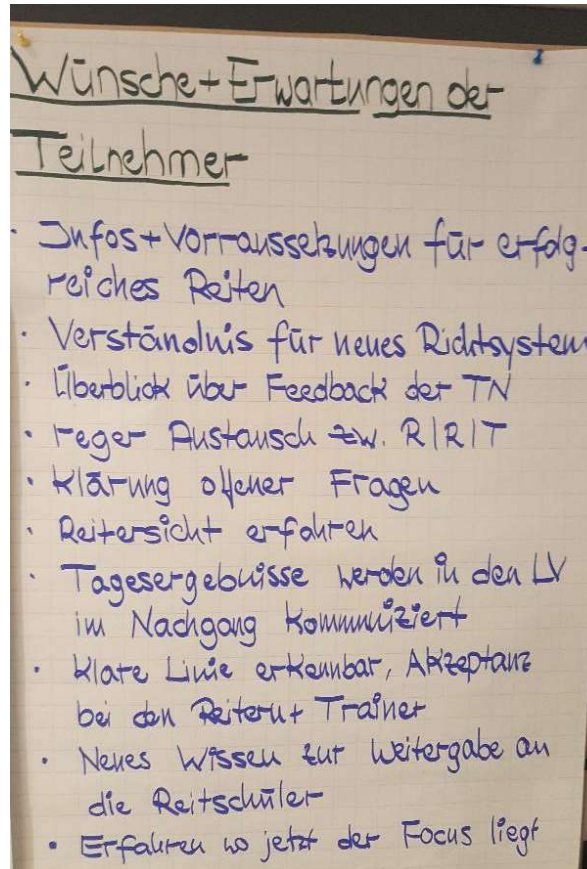 Wünsche+Erwartungen der
Teilnehmer
· Infos+Vorraussetzungen für erfolg-
reiches Reiten
· Verständnis für neues Richtsystem
· Überblick über Feedback der TN
· reger Austausch zw. R|R|T
· Klärung offener Fragen
· Reitersicht erfahren
· Tagesergebnisse werden in den LV
im Nachgang kommuniziert
· Klare Linie erkennbar, Akzeptanz
bei den Reitern+ Trainer
· Neues Wissen zur Weitergabe an
die Reitschüler
· Erfahren wo jetzt der Focus liegt